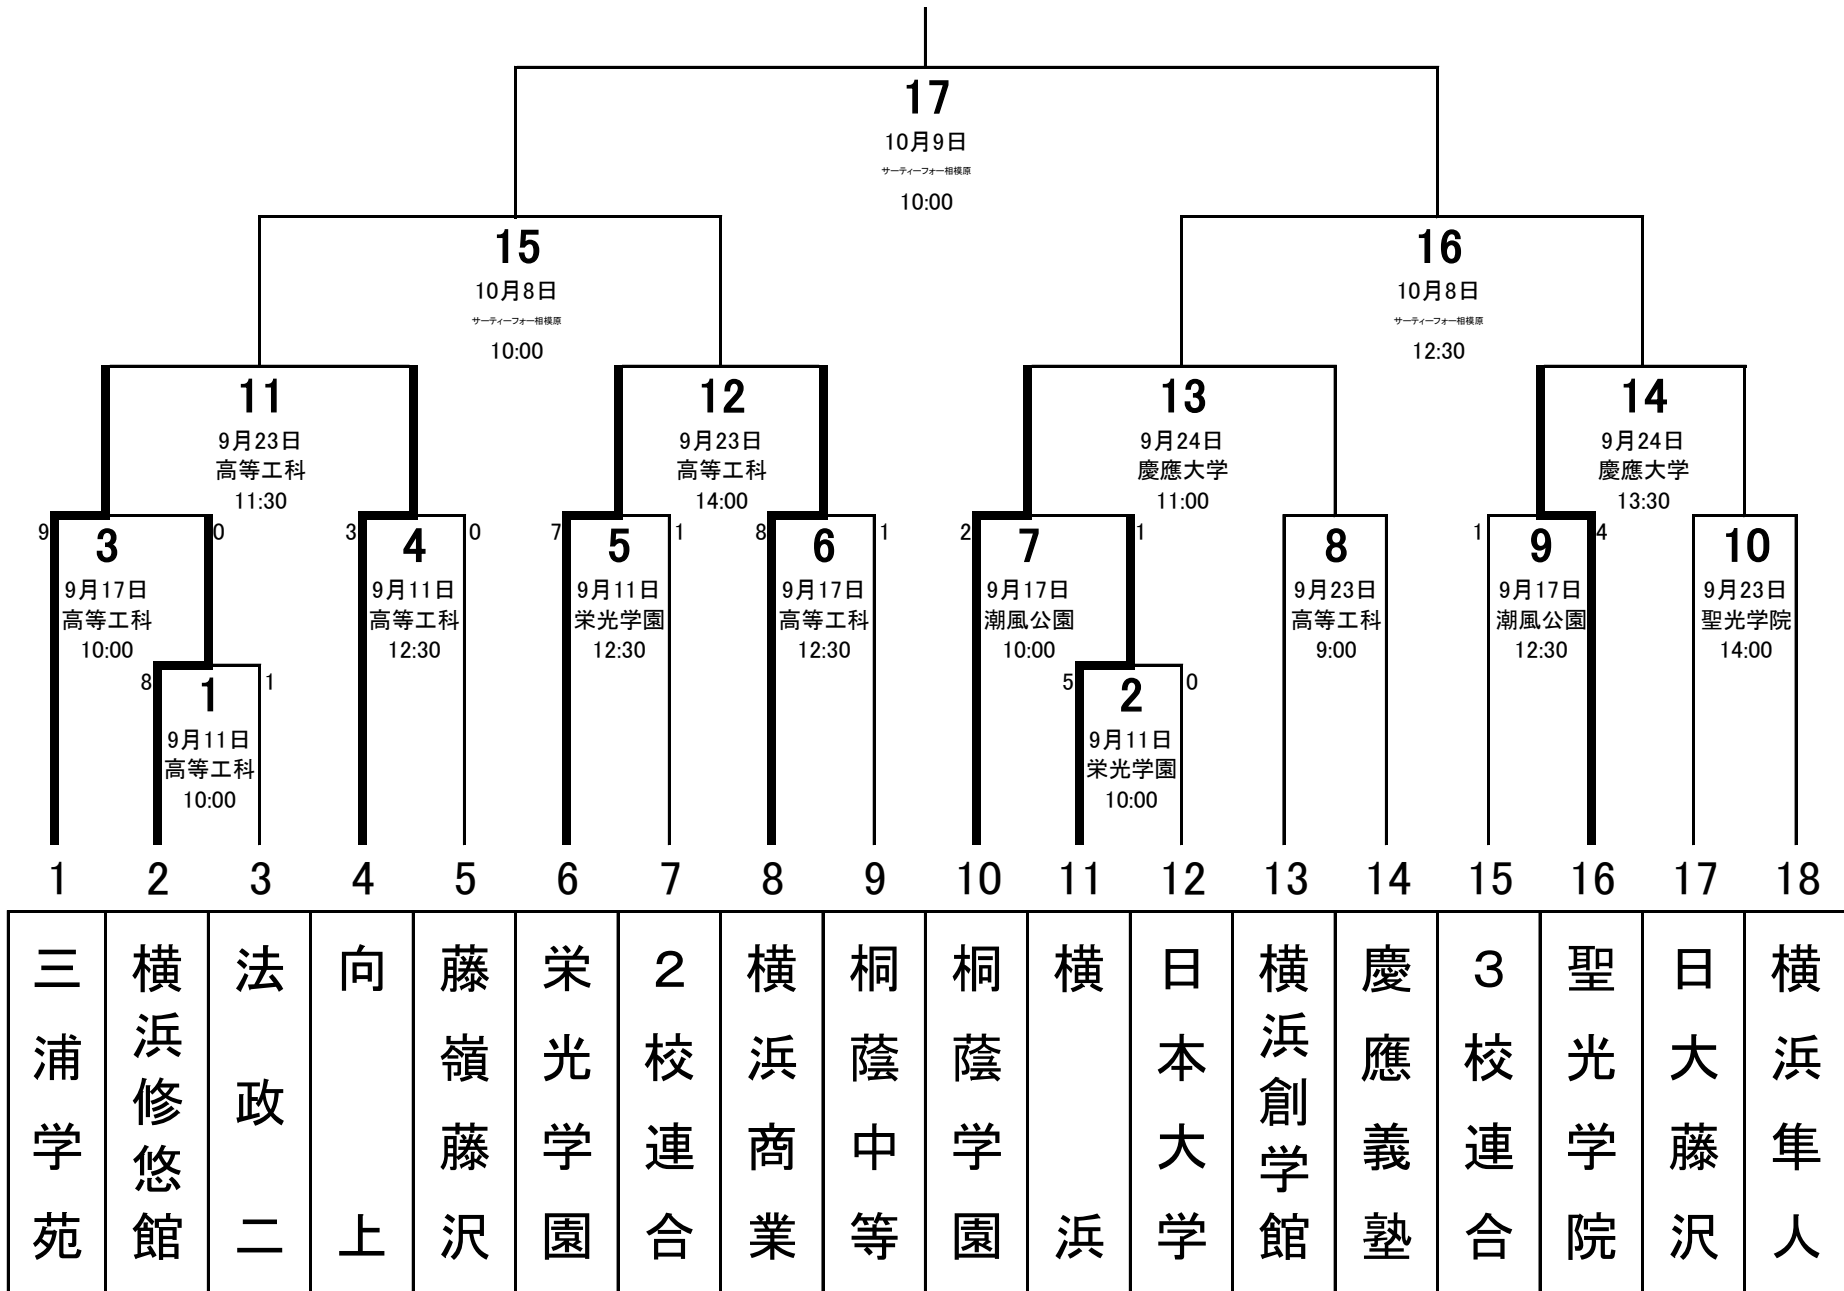 17
10月9日
サーティーフォー相模原
10:00
15
10月8日
サーティーフォー相模原
10:00
16
10月8日
サーティーフォー相模原
12:30
11
9月23日
高等工科
11:30
12
9月23日
高等工科
14:00
13
9月24日
慶應大学
11:00
14
9月24日
慶應大学
13:30
9 0
3
9月17日
高等工科
10:00
3 0
4
9月11日
高等工科
12:30
7 1
5
9月11日
栄光学園
12:30
8 1
6
9月17日
高等工科
12:30
2 1
7
9月17日
潮風公園
10:00
8
9月23日
高等工科
9:00
1 4
9
9月17日
潮風公園
12:30
10
9月23日
聖光学院
14:00
8 1
1
9月11日
高等工科
10:00
5 0
2
9月11日
栄光学園
10:00
1 2 3 4 5 6 7 8 9 10 11 12 13 14 15 16 17 18
三浦学苑
横浜修悠館
法政二
向上
藤嶺藤沢
栄光学園
2校連合
横浜商業
桐蔭中等
桐蔭学園
横浜
日本大学
横浜創学館
慶應義塾
3校連合
聖光学院
日大藤沢
横浜隼人